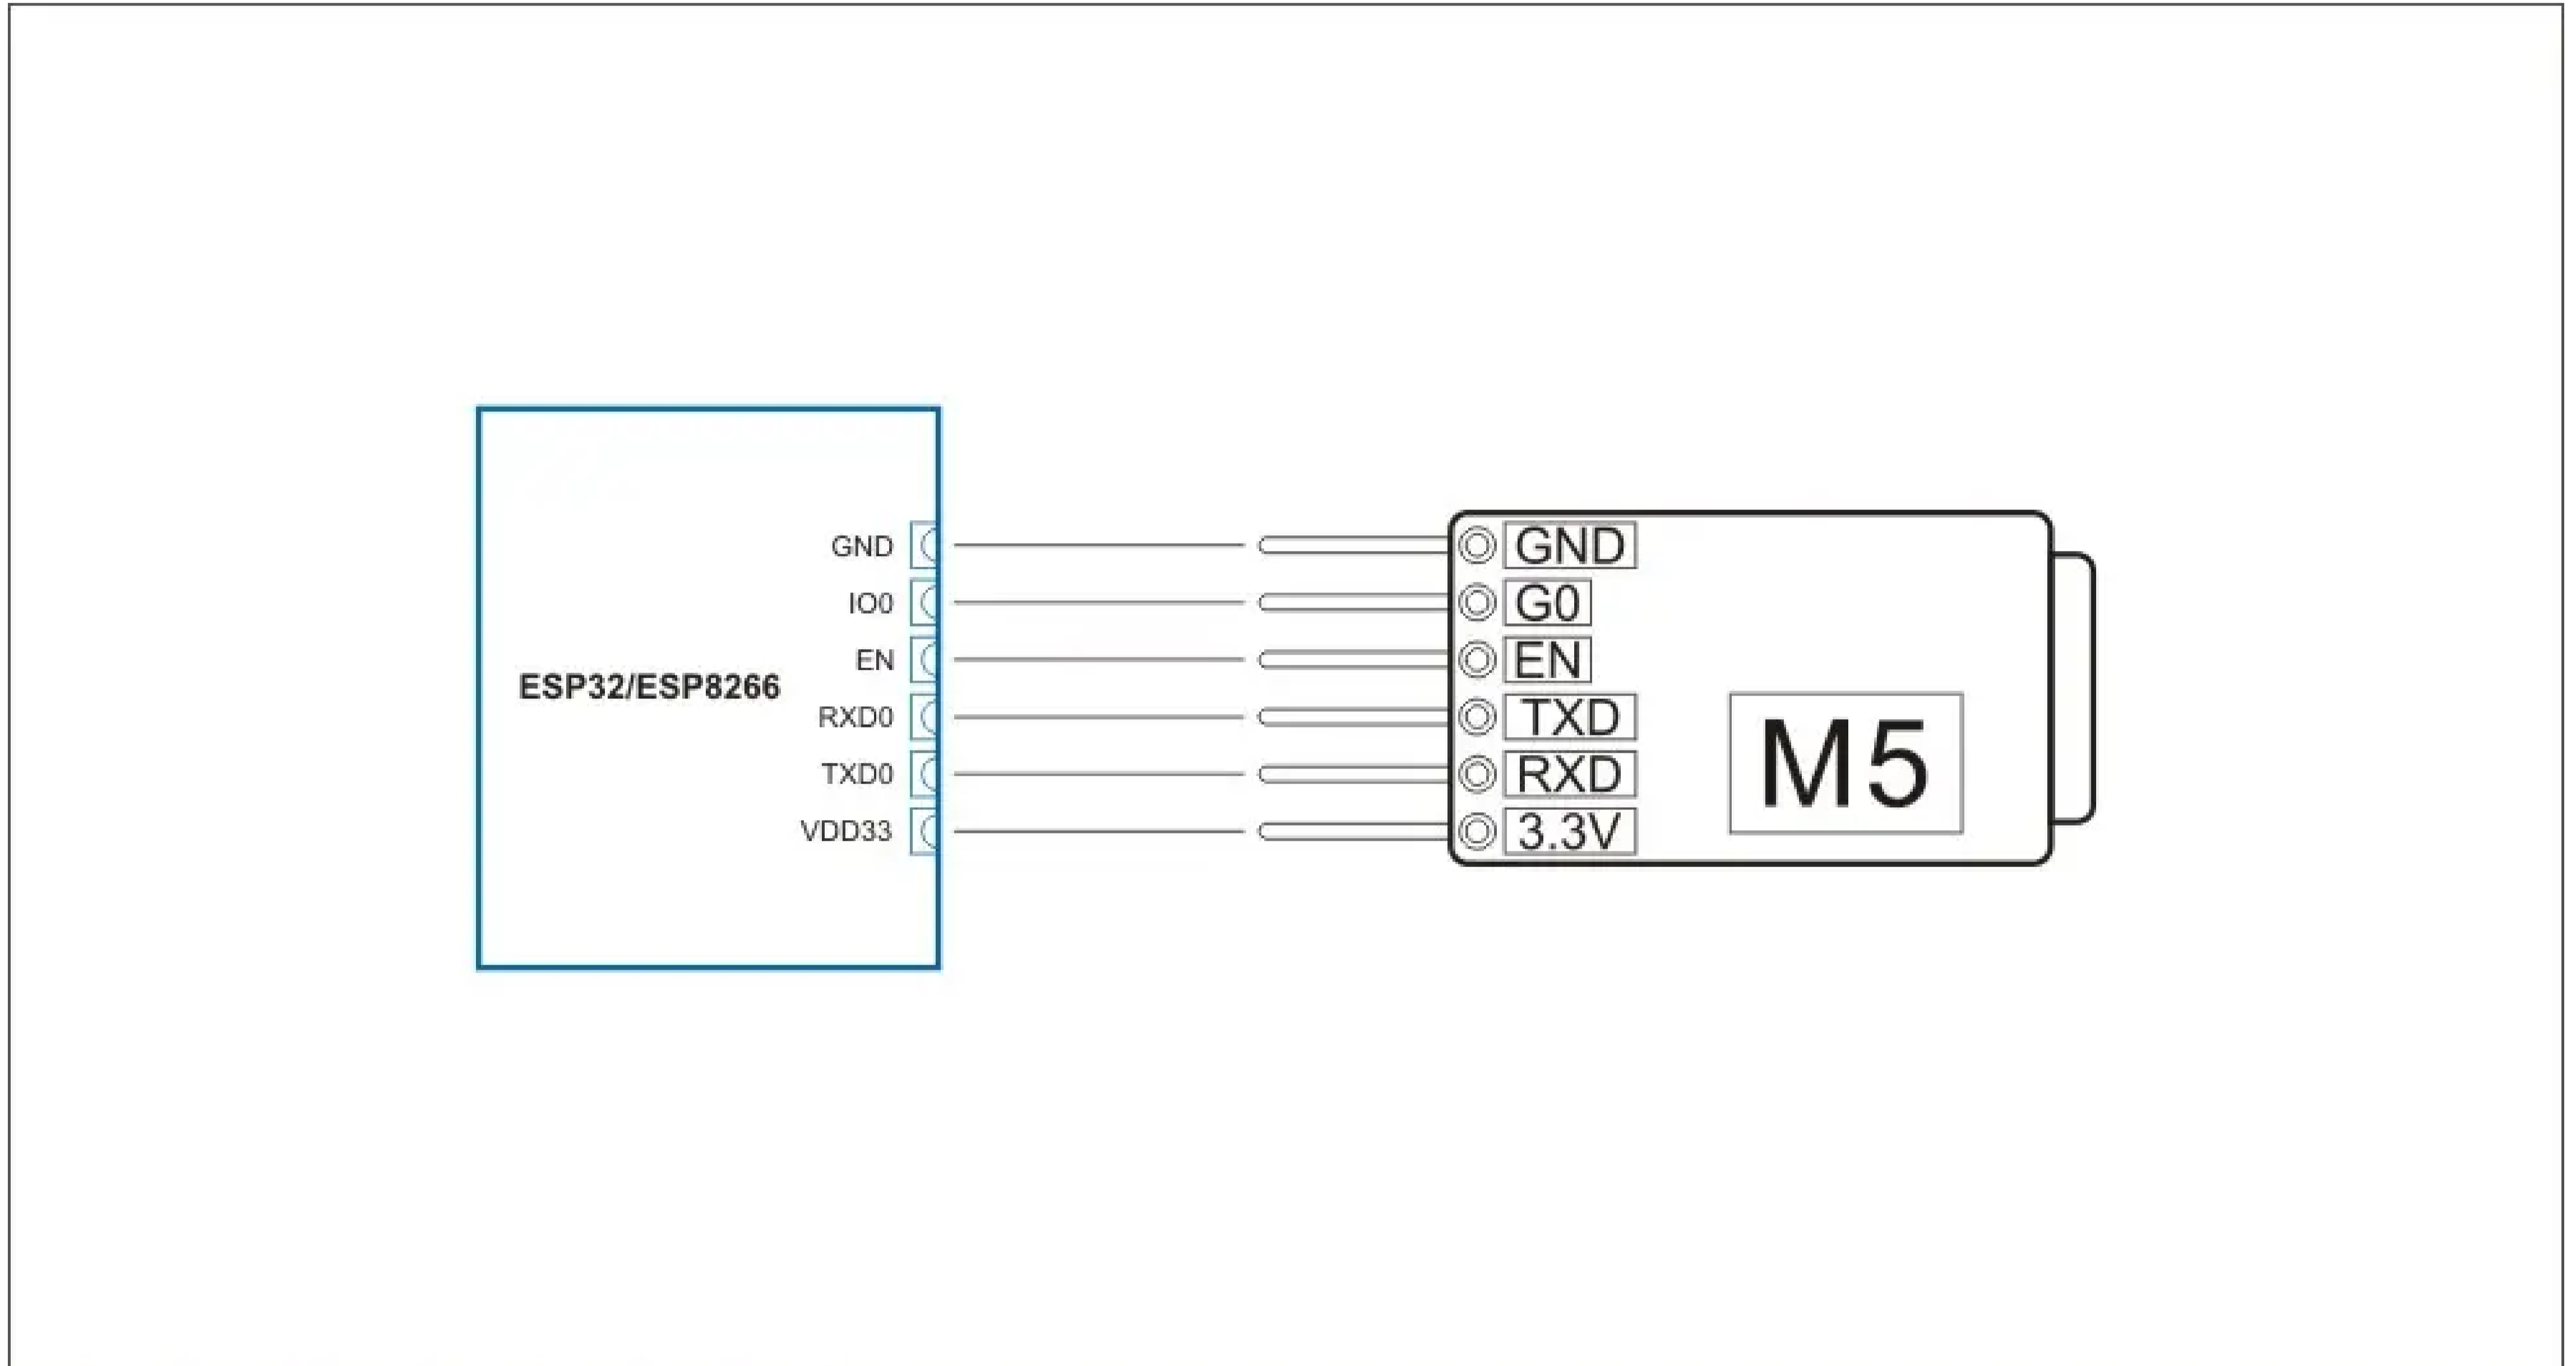 GND
IO0
EN
ESP32/ESP8266
RXD0
TXD0
VDD33
GND
G0
EN
TXD
RXD
3.3V
M5